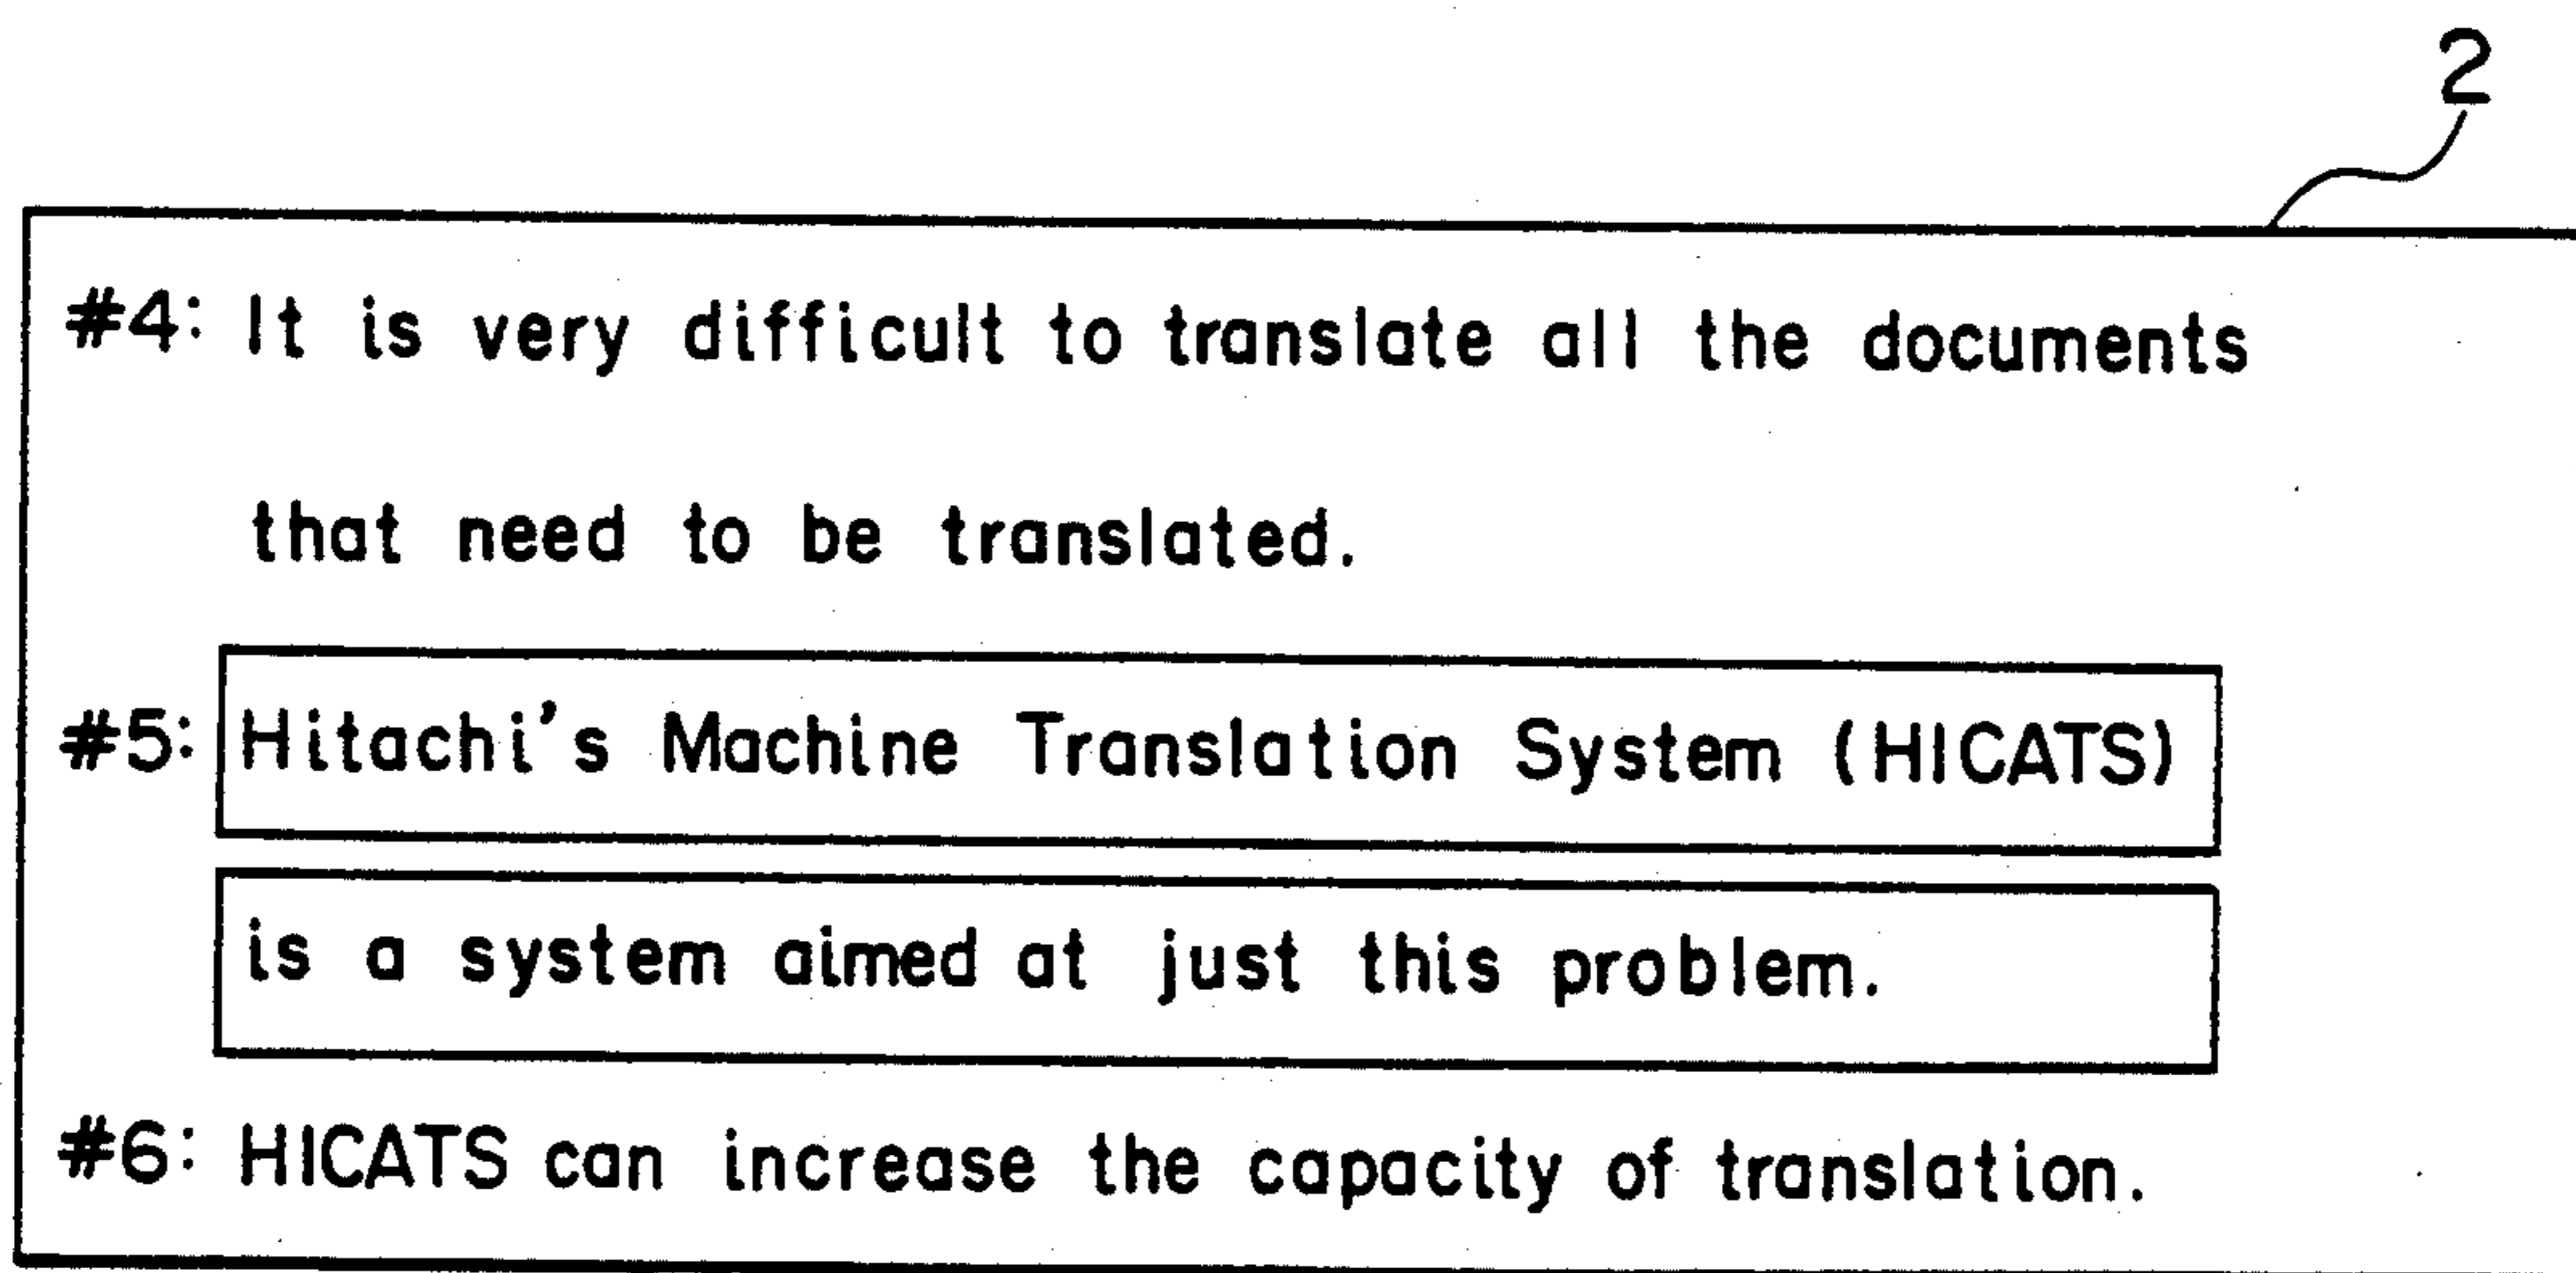 2
#4: It is very difficult to translate all the documents
that need to be translated.
#5: Hitachi's Machine Translation System (HICATS)
is a system aimed at just this problem.
#6: HICATS can increase the capacity of translation.